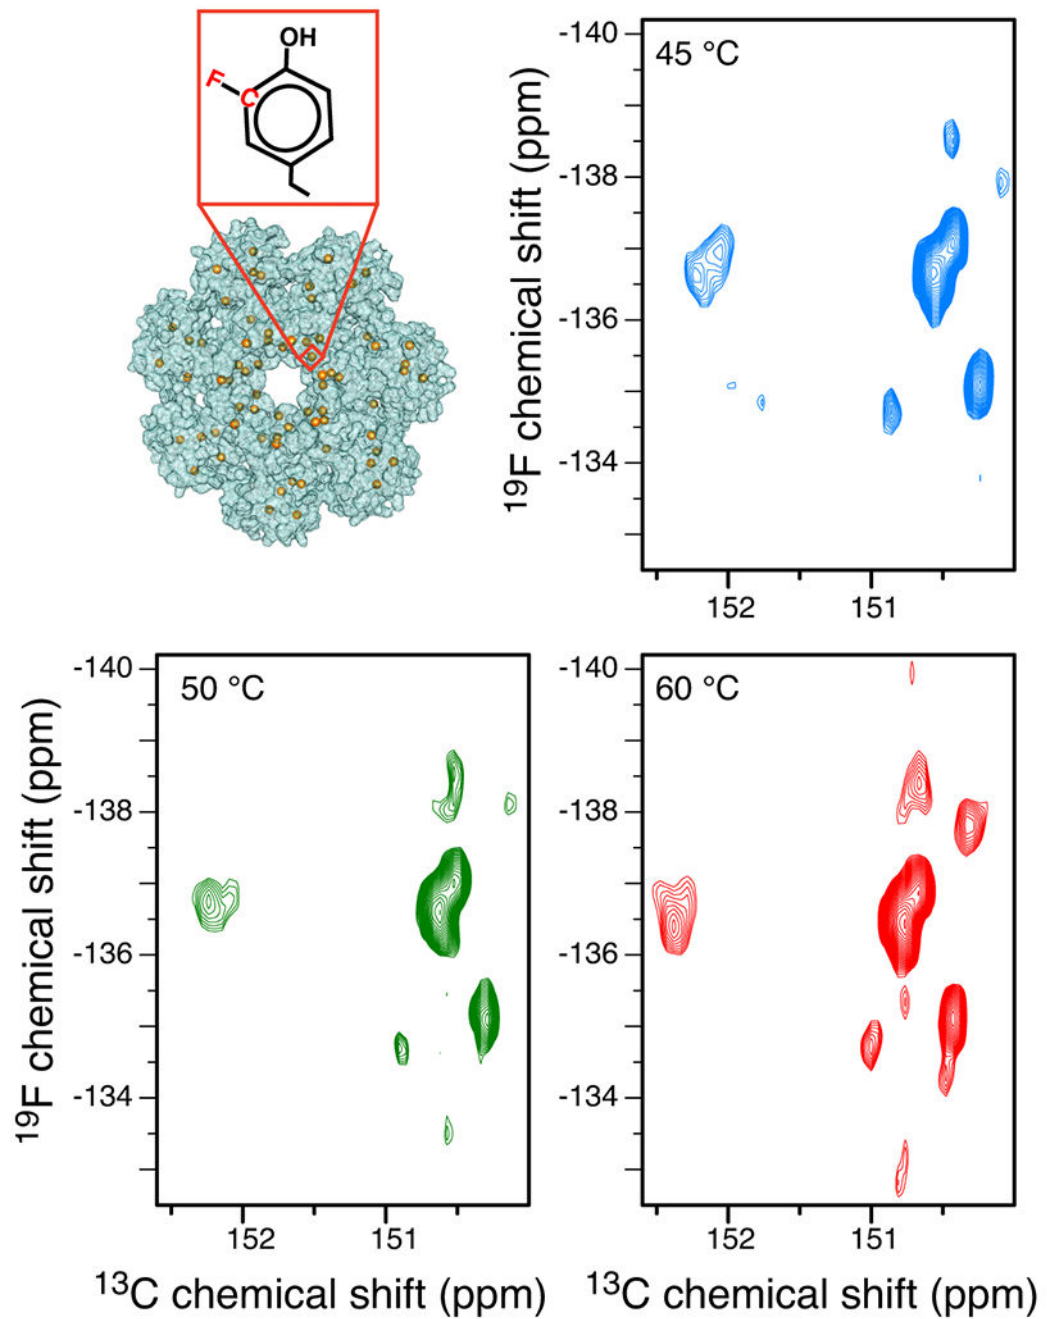 OH
F
C
45 °C
-140
-138
-136
-134
¹⁹F chemical shift (ppm)
152 151
50 °C
-140
-138
-136
-134
¹⁹F chemical shift (ppm)
152 151
¹³C chemical shift (ppm)
60 °C
-140
-138
-136
-134
152 151
¹³C chemical shift (ppm)